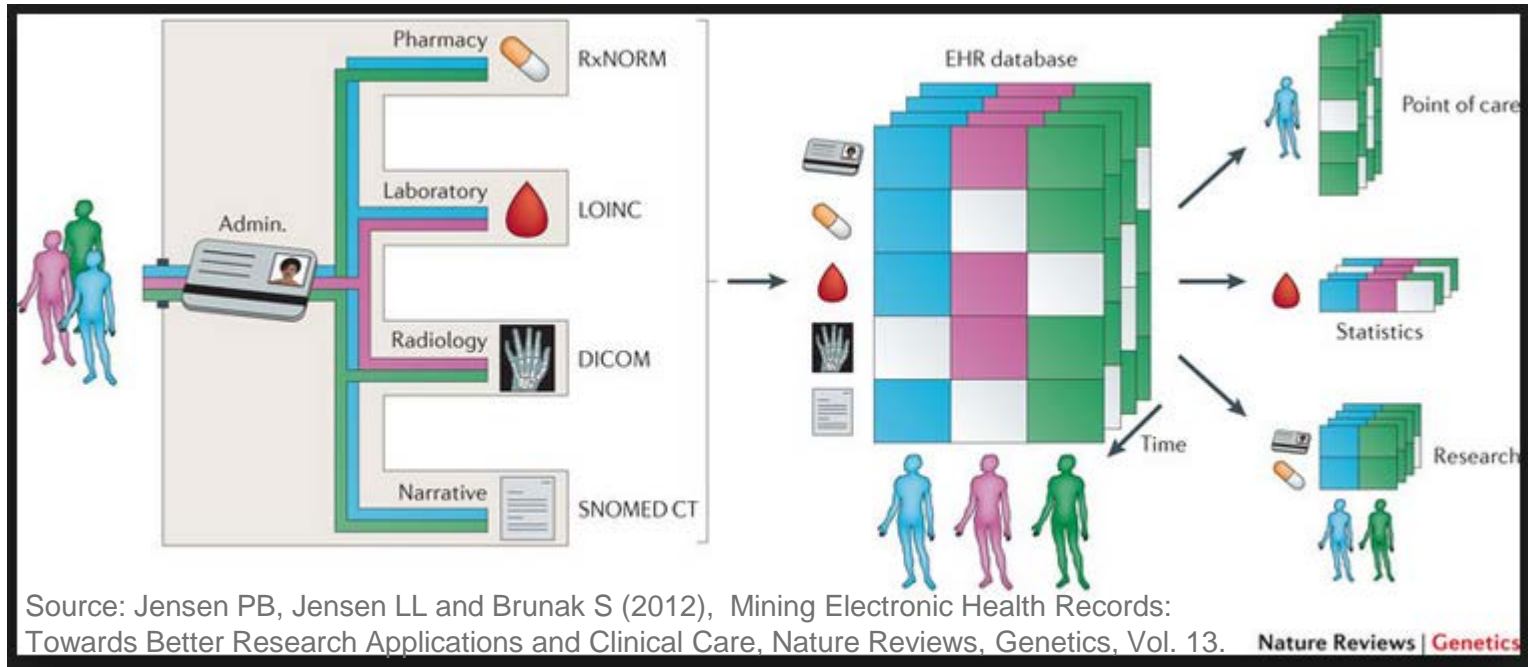 Pharmacy
RxNORM
Laboratory
LOINC
Admin.
Radiology
DICOM
Narrative
SNOMED CT
EHR database
Time
Point of care
Statistics
Research
Source: Jensen PB, Jensen LL and Brunak S (2012),  Mining Electronic Health Records:
Towards Better Research Applications and Clinical Care, Nature Reviews, Genetics, Vol. 13.
Nature Reviews | Genetics